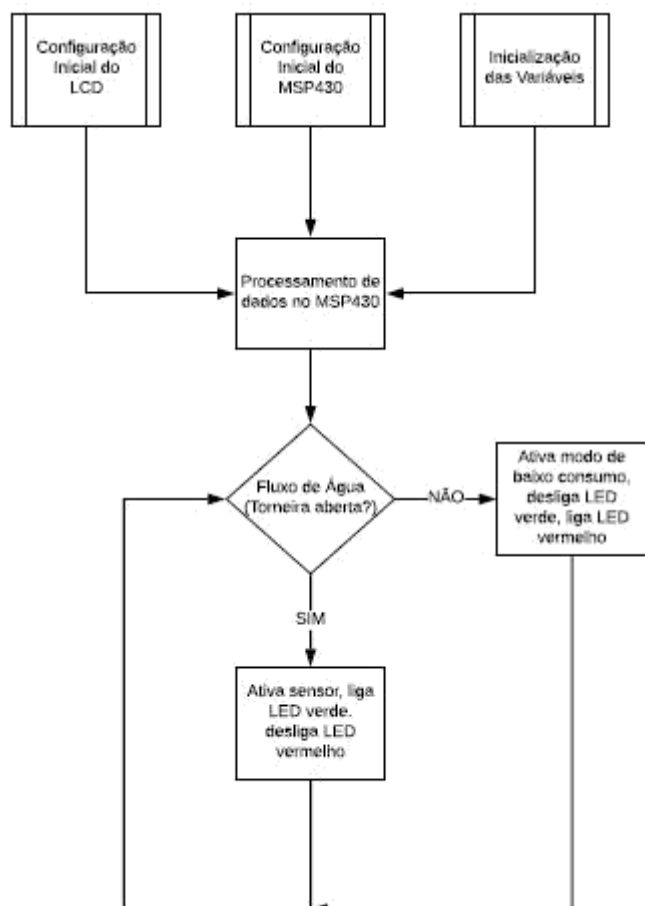 Configuração
Inicial do
LCD
Configuração
Inicial do
MSP430
Inicialização
das Variáveis
Processamento de
dados no MSP430
Fluxo de Água
(Torneira aberta?)
NÃO
Ativa modo de
baixo consumo,
desliga LED
verde, liga LED
vermelho
SIM
Ativa sensor, liga
LED verde.
desliga LED
vermelho